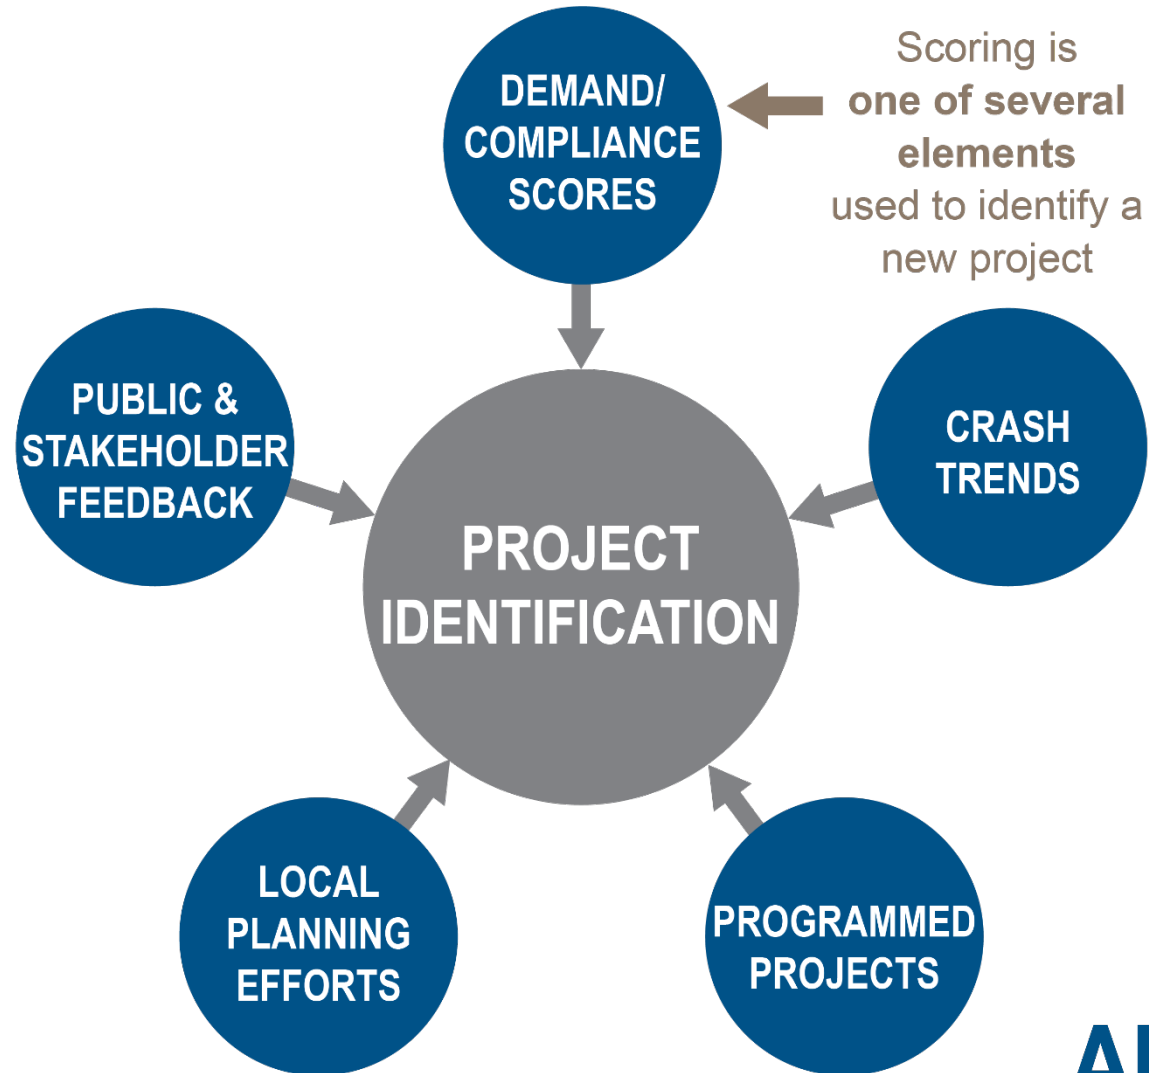 DEMAND/
COMPLIANCE
SCORES
Scoring is
one of several
elements
used to identify a
new project
PUBLIC &
STAKEHOLDER
FEEDBACK
CRASH
TRENDS
PROJECT
IDENTIFICATION
LOCAL
PLANNING
EFFORTS
PROGRAMMED
PROJECTS